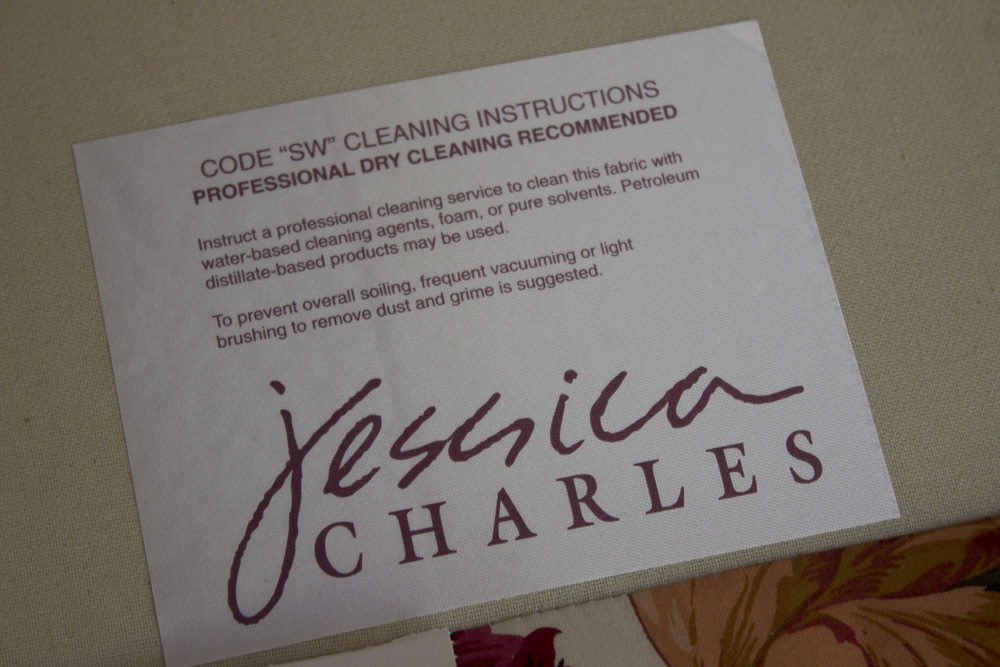 CODE “SW” CLEANING INSTRUCTIONS
PROFESSIONAL DRY CLEANING RECOMMENDED
Instruct a professional cleaning service to clean this fabric with
water-based cleaning agents, foam, or pure solvents. Petroleum
distillate-based products may be used.
To prevent overall soiling, frequent vacuuming or light
brushing to remove dust and grime is suggested.
jessica
CHARLES